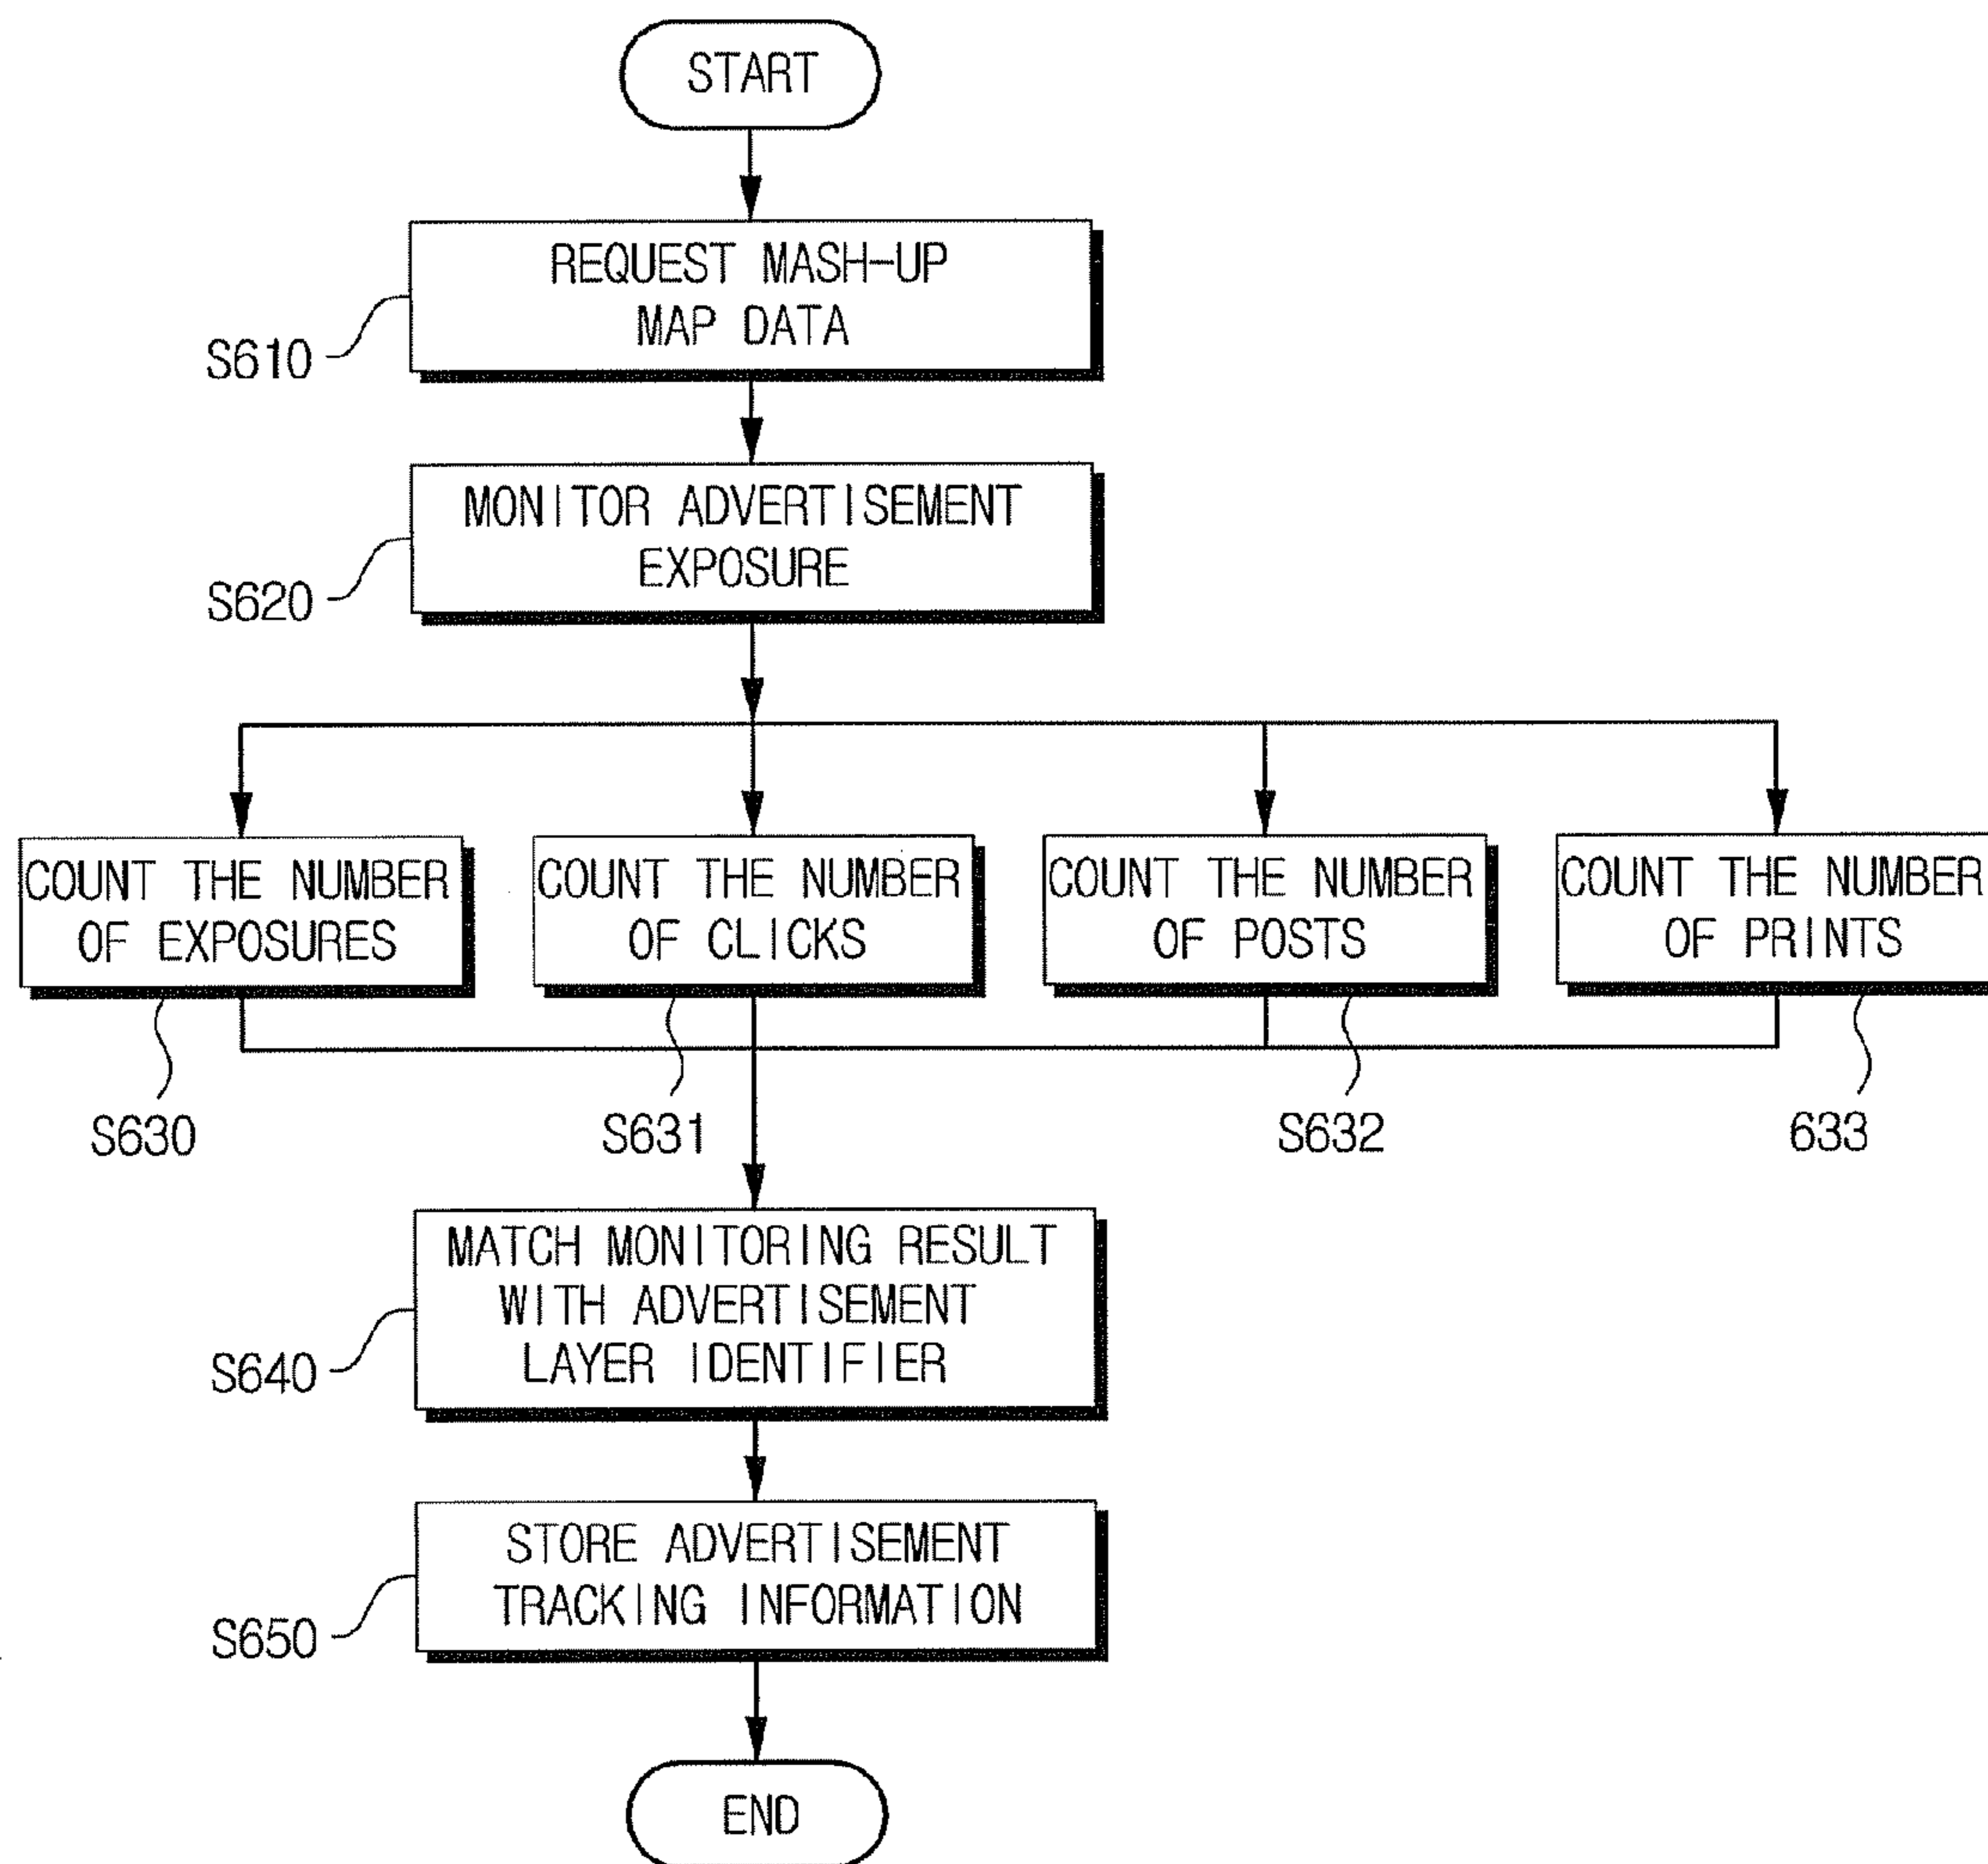 START
REQUEST MASH-UP
MAP DATA
S610
MONITOR ADVERTISEMENT
EXPOSURE
S620
COUNT THE NUMBER
OF EXPOSURES
COUNT THE NUMBER
OF CLICKS
COUNT THE NUMBER
OF POSTS
COUNT THE NUMBER
OF PRINTS
S630
S631
S632
633
MATCH MONITORING RESULT
WITH ADVERTISEMENT
LAYER IDENTIFIER
S640
STORE ADVERTISEMENT
TRACKING INFORMATION
S650
END